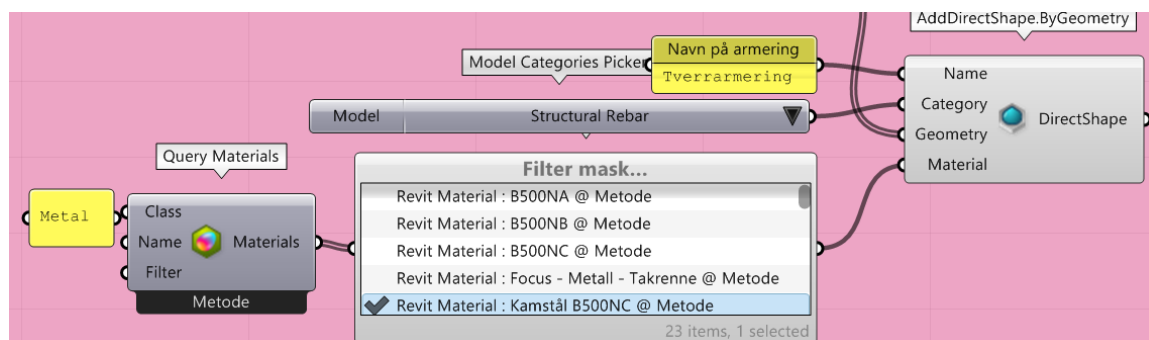 AddDirectShape.ByGeometry
Navn på armering
Tverrarmering
Model Categories Picker
Name
Category
Geometry
Material
DirectShape
Model
Structural Rebar
Query Materials
Metal
Class
Name
Filter
Materials
Metode
Filter mask...
Revit Material : B500NA @ Metode
Revit Material : B500NB @ Metode
Revit Material : B500NC @ Metode
Revit Material : Focus - Metall - Takrenne @ Metode
Revit Material : Kamstål B500NC @ Metode
23 items, 1 selected